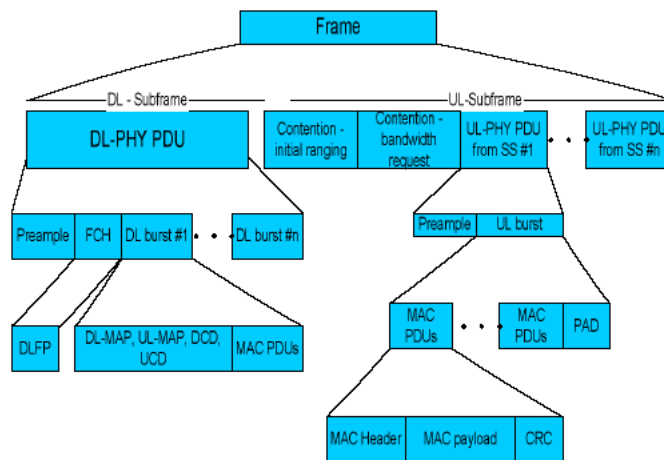 Frame
DL - Subframe
UL-Subframe
DL-PHY PDU
Contention -
initial ranging
Contention -
bandwidth
request
UL-PHY PDU
from SS #1
UL-PHY PDU
from SS #n
Preample
FCH
DL burst #1
DL burst #n
Preample
UL burst
DLFP
DL-MAP, UL-MAP, DCD,
UCD
MAC PDUs
MAC
PDUs
MAC
PDUs
PAD
MAC Header
MAC payload
CRC